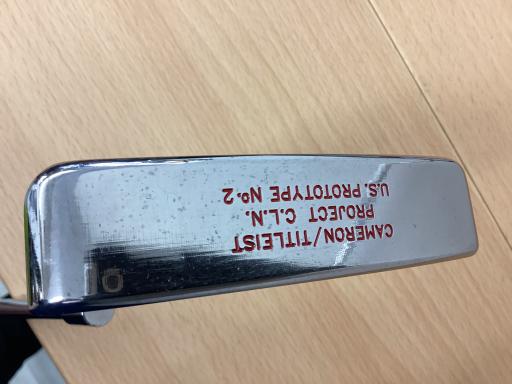 CAMERON/TITLEIST
PROJECT C.L.N.
U.S. PROTOTYPE No.2